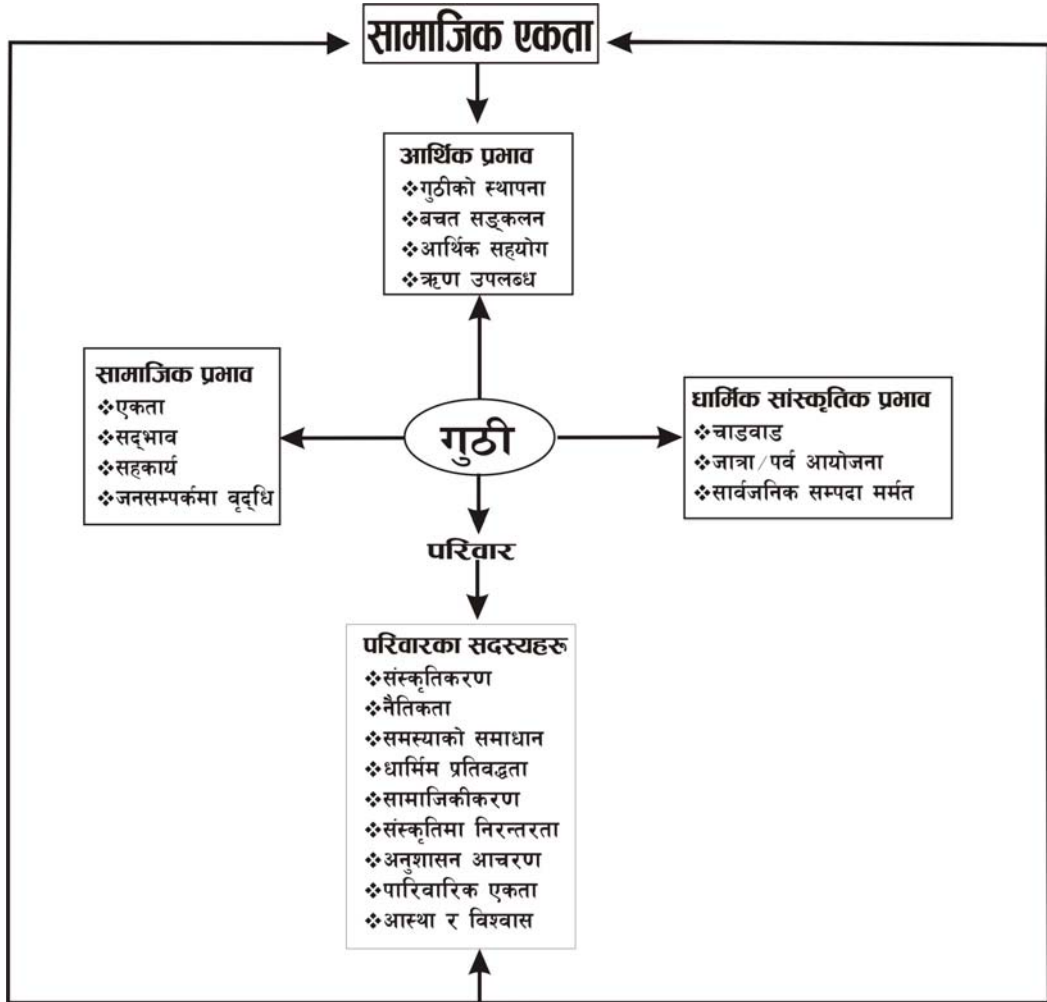 सामाजिक एकता
आर्थिक प्रभाव
❖गुठीको स्थापना
❖बचत सङ्कलन
❖आर्थिक सहयोग
❖ऋण उपलब्ध
सामाजिक प्रभाव
❖एकता
❖सद्‌भाव
❖सहकार्य
❖जनसम्पर्कमा वृद्‌धि
गुठी
धार्मिक सांस्कृतिक प्रभाव
❖चाडवाड
❖जात्रा/पर्व आयोजना
❖सार्वजनिक सम्पदा मर्मत
परिवार
परिवारका सदस्यहरू
❖संस्कृतिकरण
❖नैतिकता
❖समस्याको समाधान
❖धार्मिम प्रतिवद्धता
❖सामाजिकीकरण
❖संस्कृतिमा निरन्तरता
❖अनुशासन आचरण
❖पारिवारिक एकता
❖आस्था र विश्वास